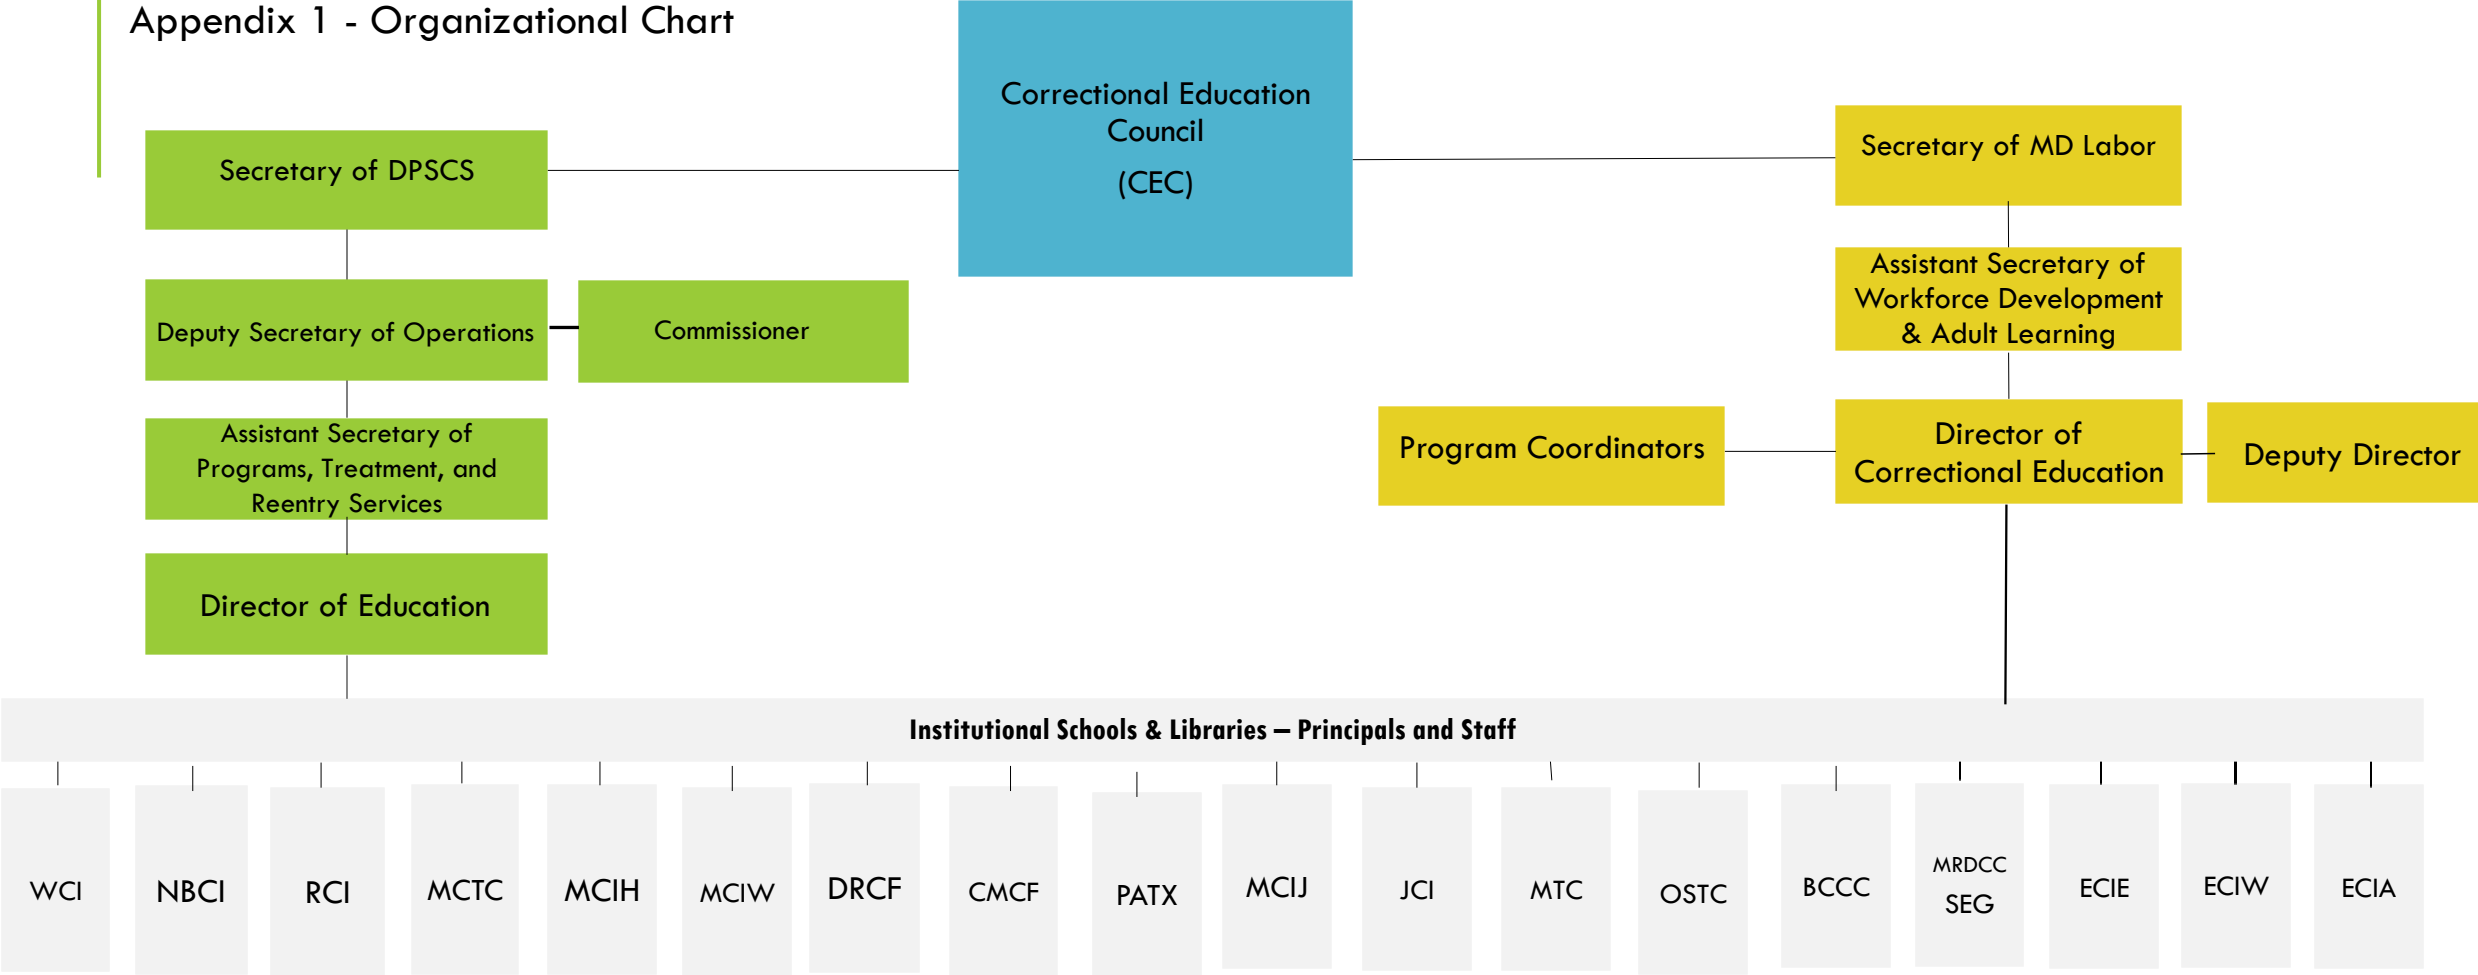 Appendix 1 - Organizational Chart
Correctional Education
Council
(CEC)
Secretary of DPSCS
Secretary of MD Labor
Deputy Secretary of Operations
Commissioner
Assistant Secretary of
Workforce Development
& Adult Learning
Assistant Secretary of
Programs, Treatment, and
Reentry Services
Program Coordinators
Director of
Correctional Education
Deputy Director
Director of Education
Institutional Schools & Libraries – Principals and Staff
WCI
NBCI
RCI
MCTC
MCIH
MCIW
DRCF
CMCF
PATX
MCIJ
JCI
MTC
OSTC
BCCC
MRDCC
SEG
ECIE
ECIW
ECIA